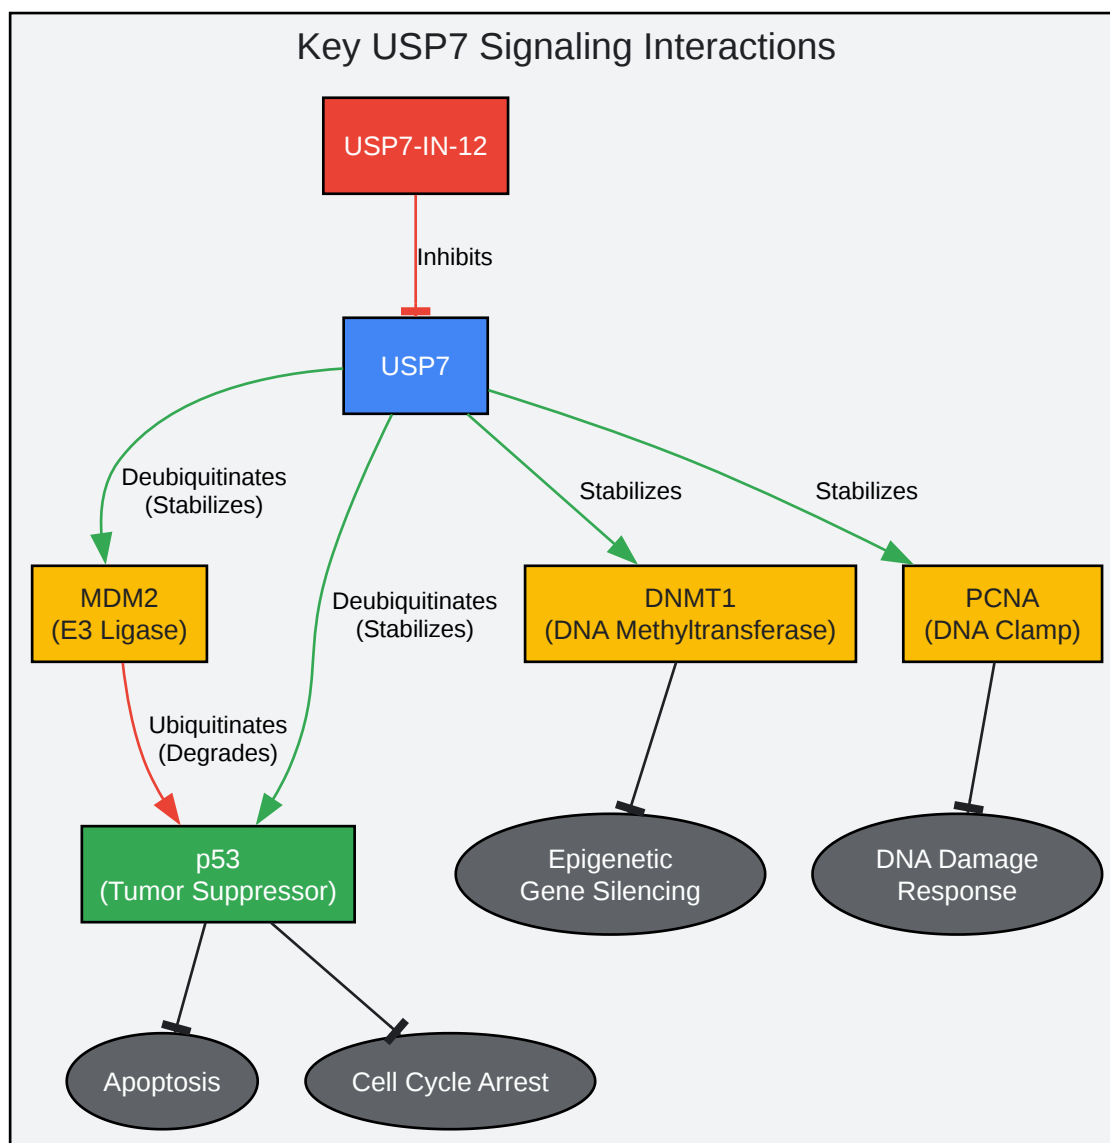 Key USP7 Signaling Interactions
USP7-IN-12
Inhibits
USP7
Deubiquitinates
(Stabilizes)
Stabilizes
Stabilizes
MDM2
(E3 Ligase)
Deubiquitinates
(Stabilizes)
DNMT1
(DNA Methyltransferase)
PCNA
(DNA Clamp)
Ubiquitinates
(Degrades)
p53
(Tumor Suppressor)
Epigenetic
Gene Silencing
DNA Damage
Response
Apoptosis
Cell Cycle Arrest